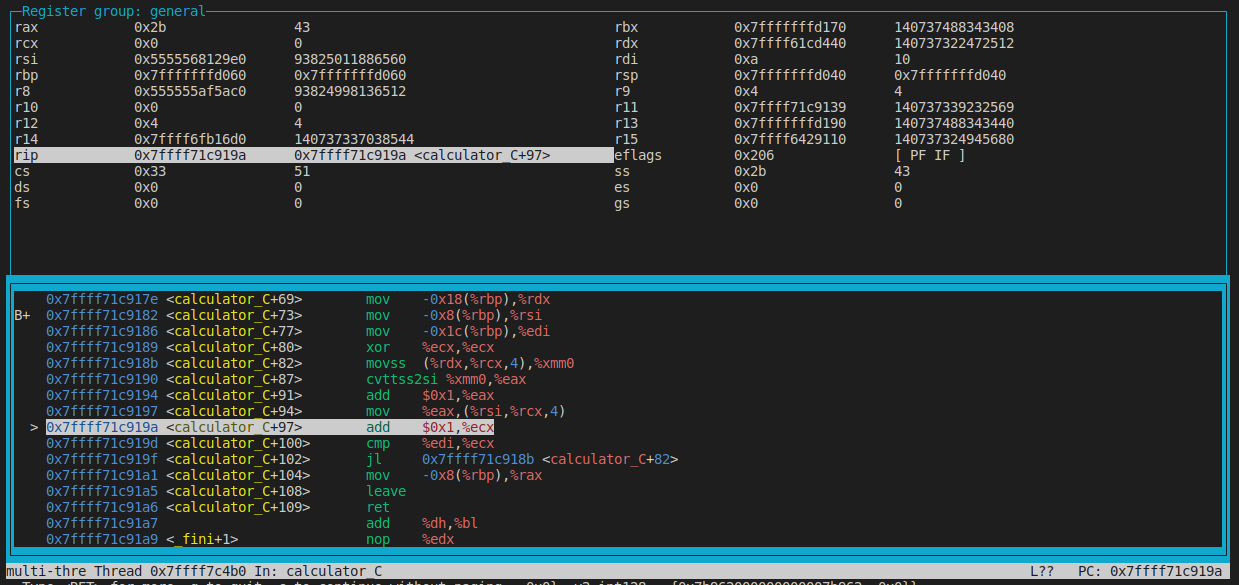 Register group: general
rax 0x2b 43 rbx 0x7fffffffd170 140737488343408
rcx 0x0 0 rdx 0x7ffff61cd440 140737322472512
rsi 0x5555568129e0 93825011886560 rdi 0xa 10
rbp 0x7fffffffd060 0x7fffffffd060 rsp 0x7fffffffd040 0x7fffffffd040
r8 0x555555af5ac0 93824998136512 r9 0x4 4
r10 0x0 0 r11 0x7ffff71c9139 140737339232569
r12 0x4 4 r13 0x7fffffffd190 140737488343440
r14 0x7ffff6fb16d0 140737337038544 r15 0x7ffff6429110 140737324945680
rip 0x7ffff71c919a 0x7ffff71c919a <calculator_C+97> eflags 0x206 [ PF IF ]
cs 0x33 51 ss 0x2b 43
ds 0x0 0 es 0x0 0
fs 0x0 0 gs 0x0 0
0x7ffff71c917e <calculator_C+69> mov -0x18(%rbp),%rdx
B+ 0x7ffff71c9182 <calculator_C+73> mov -0x8(%rbp),%rsi
0x7ffff71c9186 <calculator_C+77> mov -0x1c(%rbp),%edi
0x7ffff71c9189 <calculator_C+80> xor %ecx,%ecx
0x7ffff71c918b <calculator_C+82> movss (%rdx,%rcx,4),%xmm0
0x7ffff71c9190 <calculator_C+87> cvttss2si %xmm0,%eax
0x7ffff71c9194 <calculator_C+91> add $0x1,%eax
0x7ffff71c9197 <calculator_C+94> mov %eax,(%rsi,%rcx,4)
> 0x7ffff71c919a <calculator_C+97> add $0x1,%ecx
0x7ffff71c919d <calculator_C+100> cmp %edi,%ecx
0x7ffff71c919f <calculator_C+102> jl 0x7ffff71c918b <calculator_C+82>
0x7ffff71c91a1 <calculator_C+104> mov -0x8(%rbp),%rax
0x7ffff71c91a5 <calculator_C+108> leave
0x7ffff71c91a6 <calculator_C+109> ret
0x7ffff71c91a7 add %dh,%bl
0x7ffff71c91a9 <_fini+1> nop %edx
multi-thre Thread 0x7ffff7c4b0 In: calculator_C L?? PC: 0x7ffff71c919a